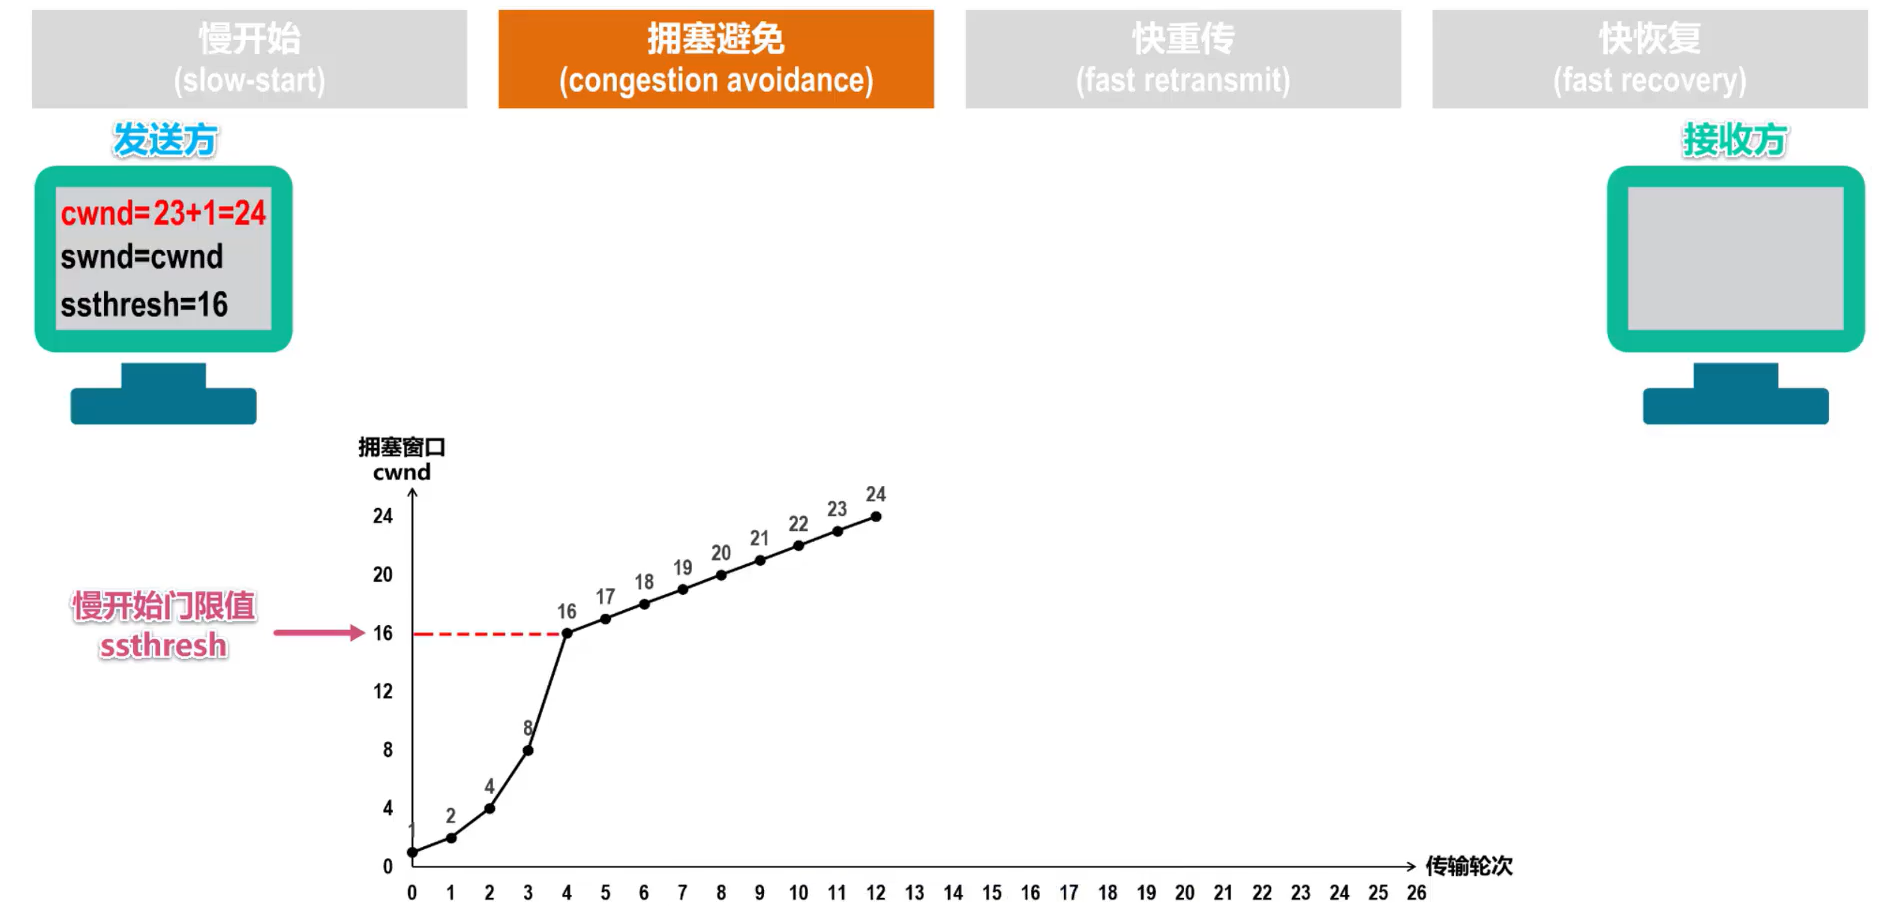 慢开始
(slow-start)
拥塞避免
(congestion avoidance)
快重传
(fast retransmit)
快恢复
(fast recovery)
发送方
接收方
cwnd=23+1=24
swnd=cwnd
ssthresh=16
拥塞窗口
cwnd
24
20
16
12
8
4
0
慢开始门限值
ssthresh
1
2
4
8
16
17
18
19
20
21
22
23
24
传输轮次
0 1 2 3 4 5 6 7 8 9 10 11 12 13 14 15 16 17 18 19 20 21 22 23 24 25 26